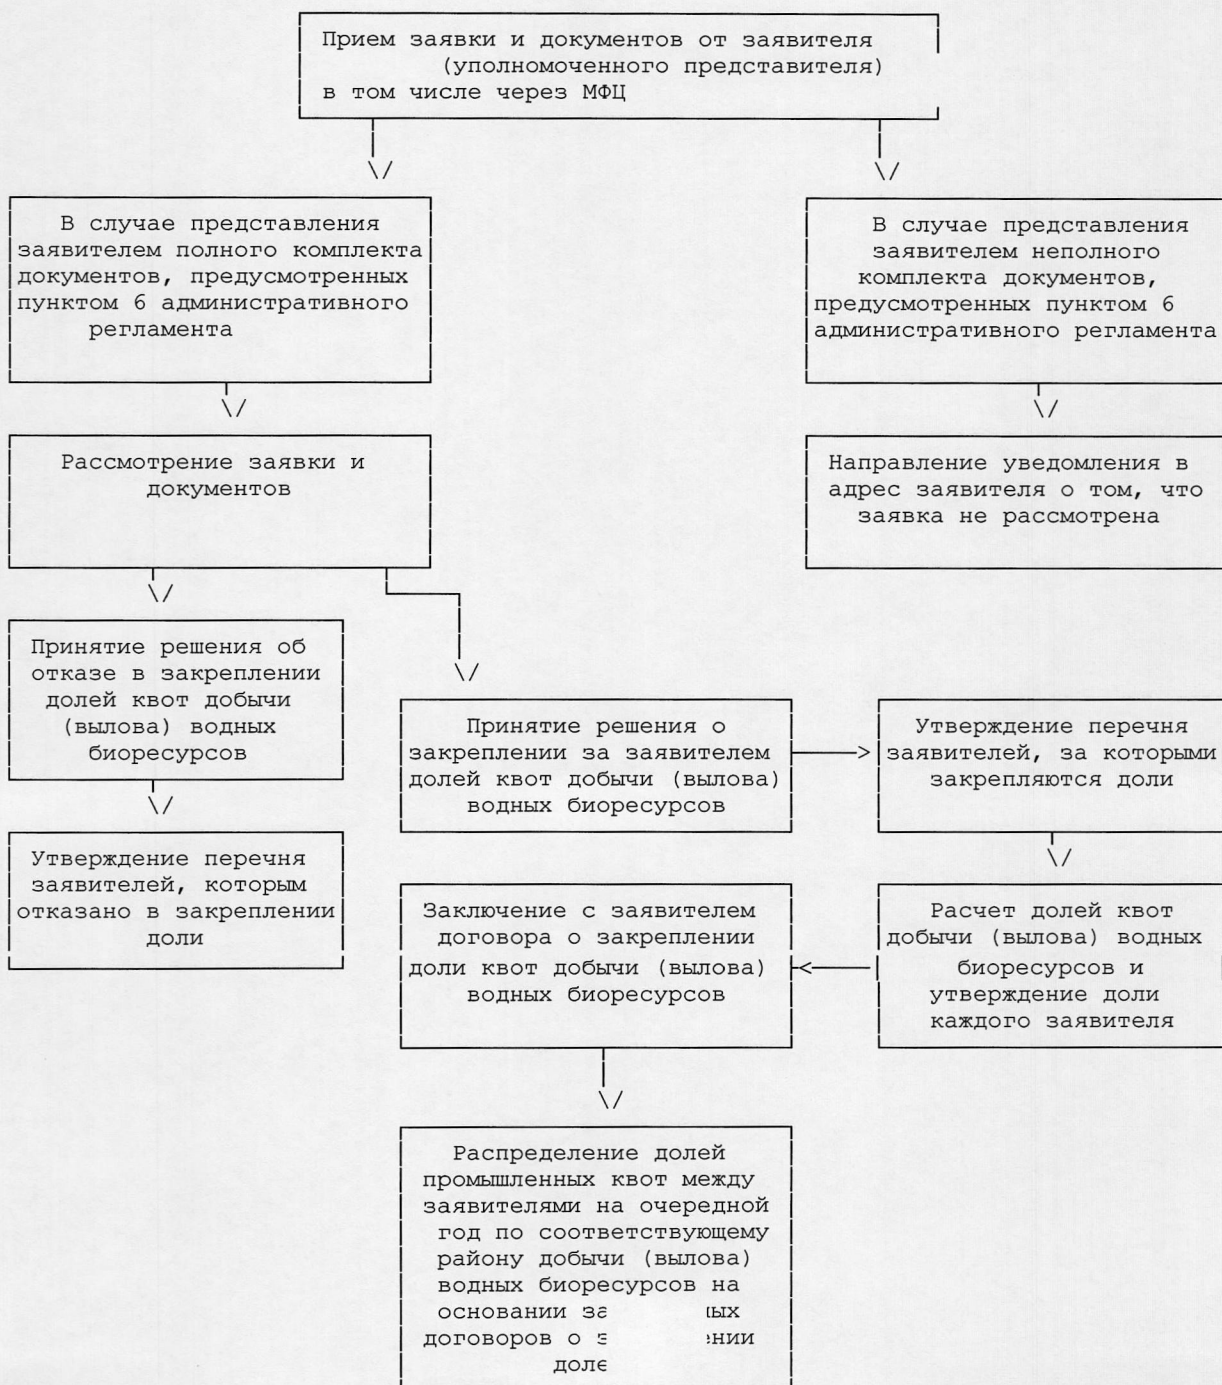 Прием заявки и документов от заявителя
(уполномоченного представителя)
в том числе через МФЦ
В случае представления
заявителем полного комплекта
документов, предусмотренных
пунктом 6 административного
регламента
В случае представления
заявителем неполного
комплекта документов,
предусмотренных пунктом 6
административного регламента
Рассмотрение заявки и
документов
Направление уведомления в
адрес заявителя о том, что
заявка не рассмотрена
Принятие решения об
отказе в закреплении
долей квот добычи
(вылова) водных
биоресурсов
Принятие решения о
закреплении за заявителем
долей квот добычи (вылова)
водных биоресурсов
Утверждение перечня
заявителей, за которыми
закрепляются доли
Утверждение перечня
заявителей, которым
отказано в закреплении
доли
Заключение с заявителем
договора о закреплении
доли квот добычи (вылова)
водных биоресурсов
Расчет долей квот
добычи (вылова) водных
биоресурсов и
утверждение доли
каждого заявителя
Распределение долей
промышленных квот между
заявителями на очередной
год по соответствующему
району добычи (вылова)
водных биоресурсов на
основании
договоров о